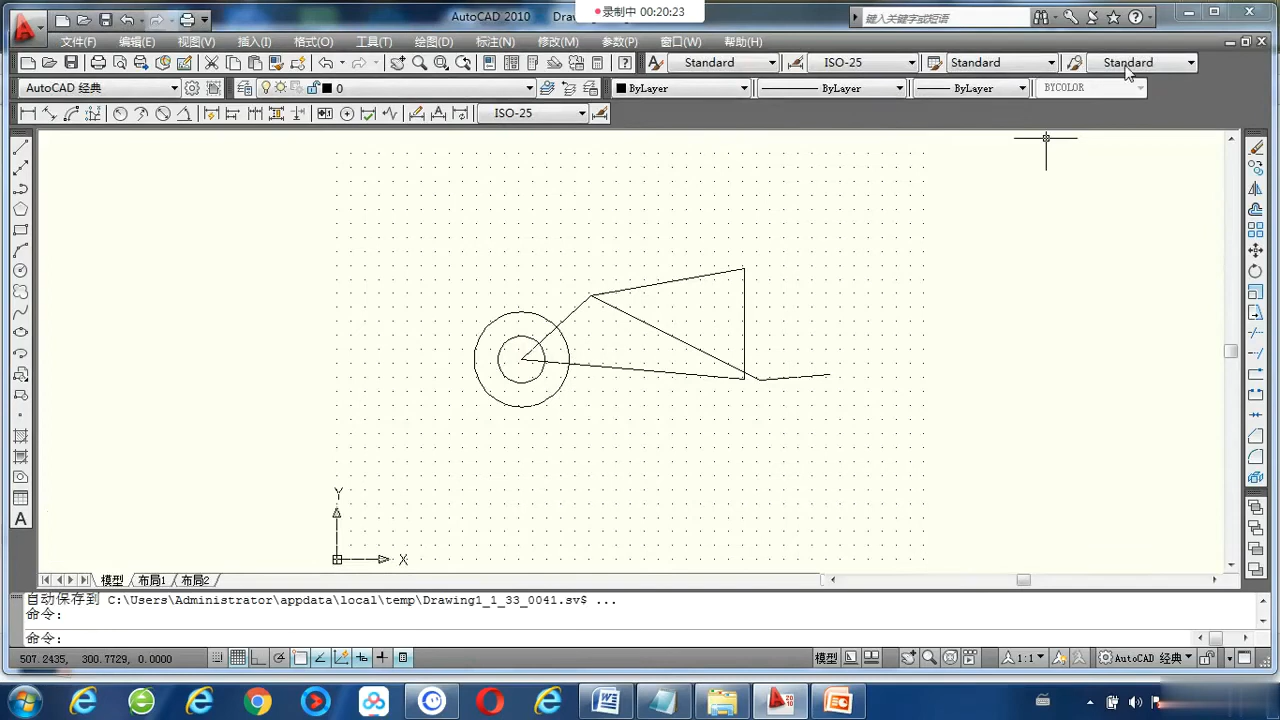 AutoCAD 2010 Draw
录制中 00:20:23
键入关键字或短语
文件(F) 编辑(E) 视图(V) 插入(I) 格式(O) 工具(T) 绘图(D) 标注(N) 修改(M) 参数(P) 窗口(W) 帮助(H)
Standard ISO-25 Standard Standard
AutoCAD 经典 0 ByLayer ByLayer ByLayer BYCOLOR
ISO-25
A
Y
X
模型 布局1 布局2
自动保存到 C:\Users\Administrator\appdata\local\temp\Drawing1_1_33_0041.sv$ ...
命令:
命令:
507.2435, 300.7729, 0.0000 模型 1:1 AutoCAD 经典